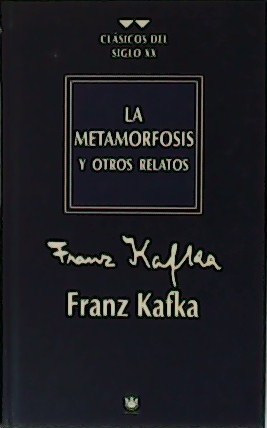 CLÁSICOS DEL
SIGLO XX
LA
METAMORFOSIS
Y OTROS RELATOS
Franz Kafka
Franz Kafka